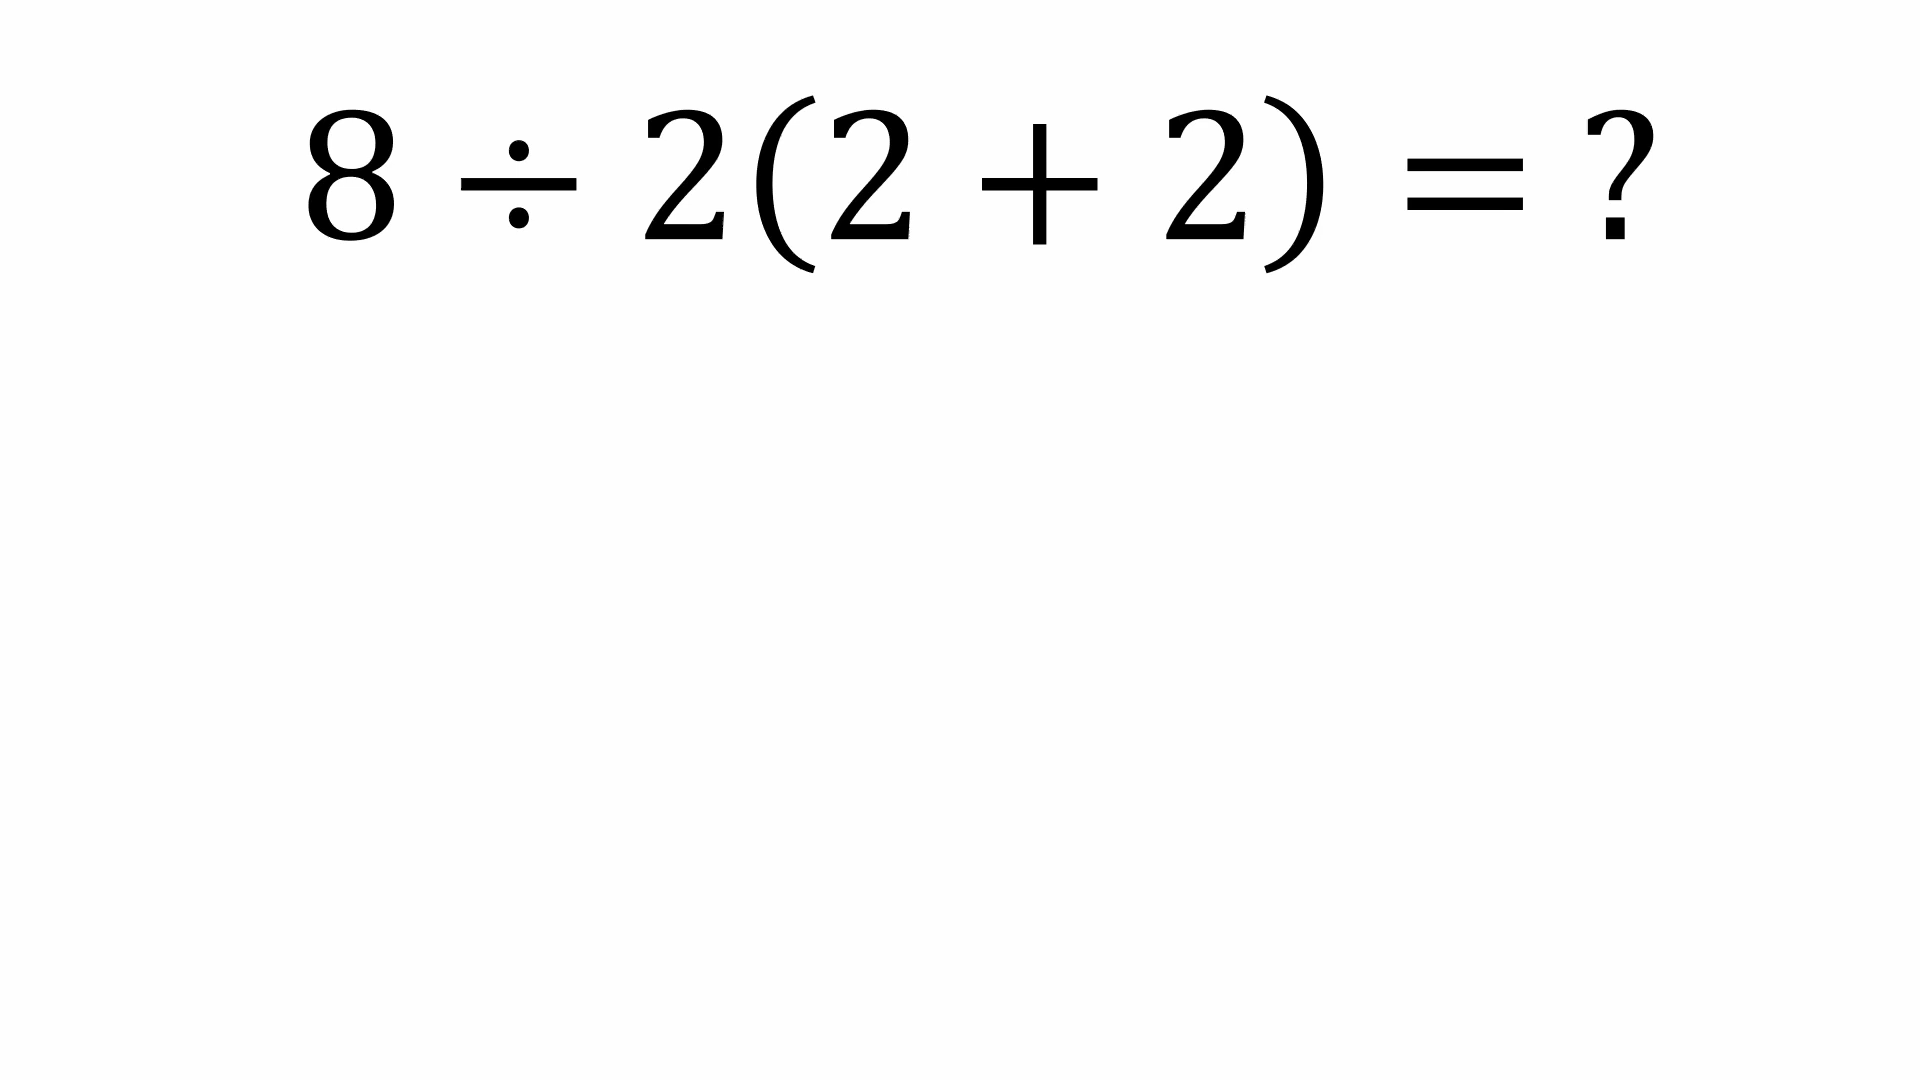 8 ÷ 2(2 + 2) = ?